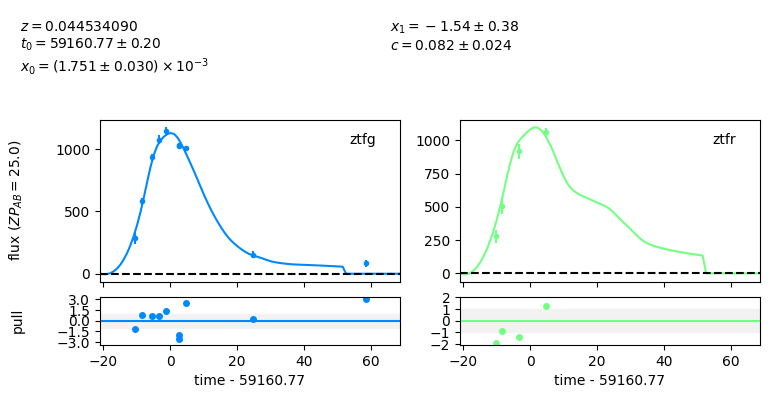 z = 0.044534090
t₀ = 59160.77 ± 0.20
x₀ = (1.751 ± 0.030) × 10⁻³
x₁ = −1.54 ± 0.38
c = 0.082 ± 0.024
flux (ZP_AB = 25.0)
1000
500
0
ztfg
1000
750
500
250
0
ztfr
pull
3.0
1.5
0.0
−1.5
−3.0
−20 0 20 40 60
time - 59160.77
2
1
0
−1
−2
−20 0 20 40 60
time - 59160.77